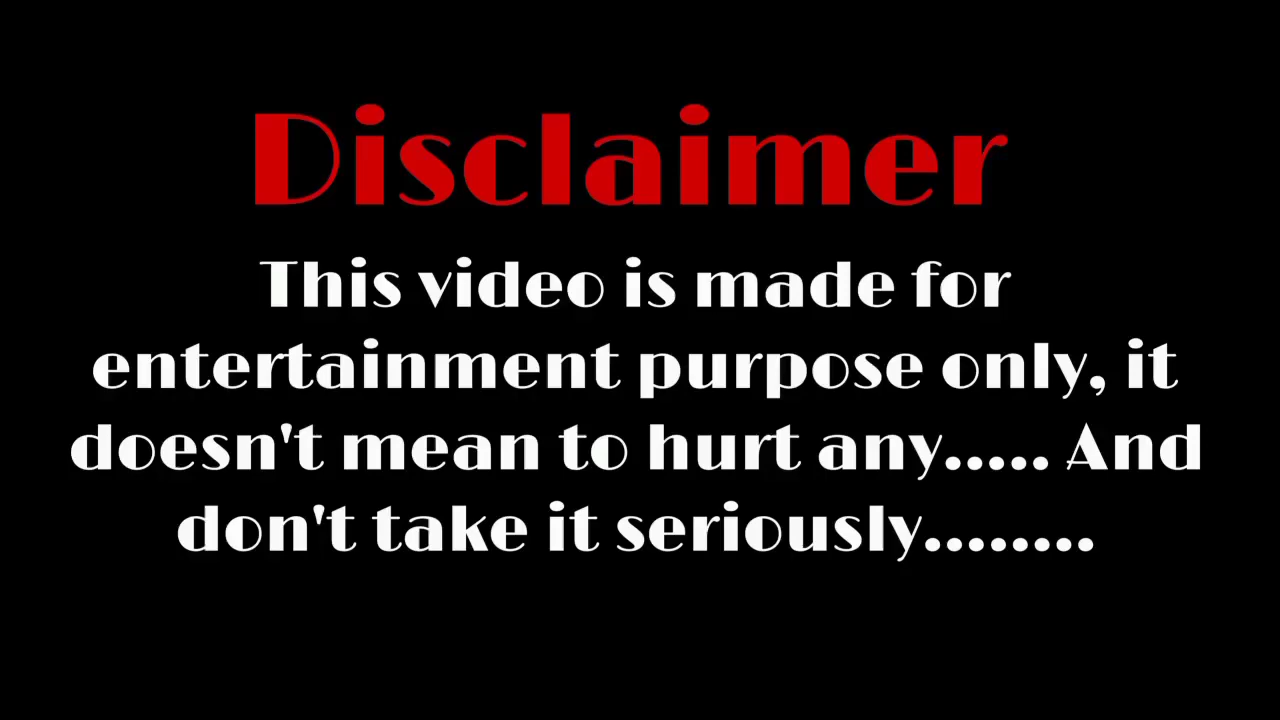 Disclaimer
This video is made for
entertainment purpose only, it
doesn't mean to hurt any..... And
don't take it seriously........